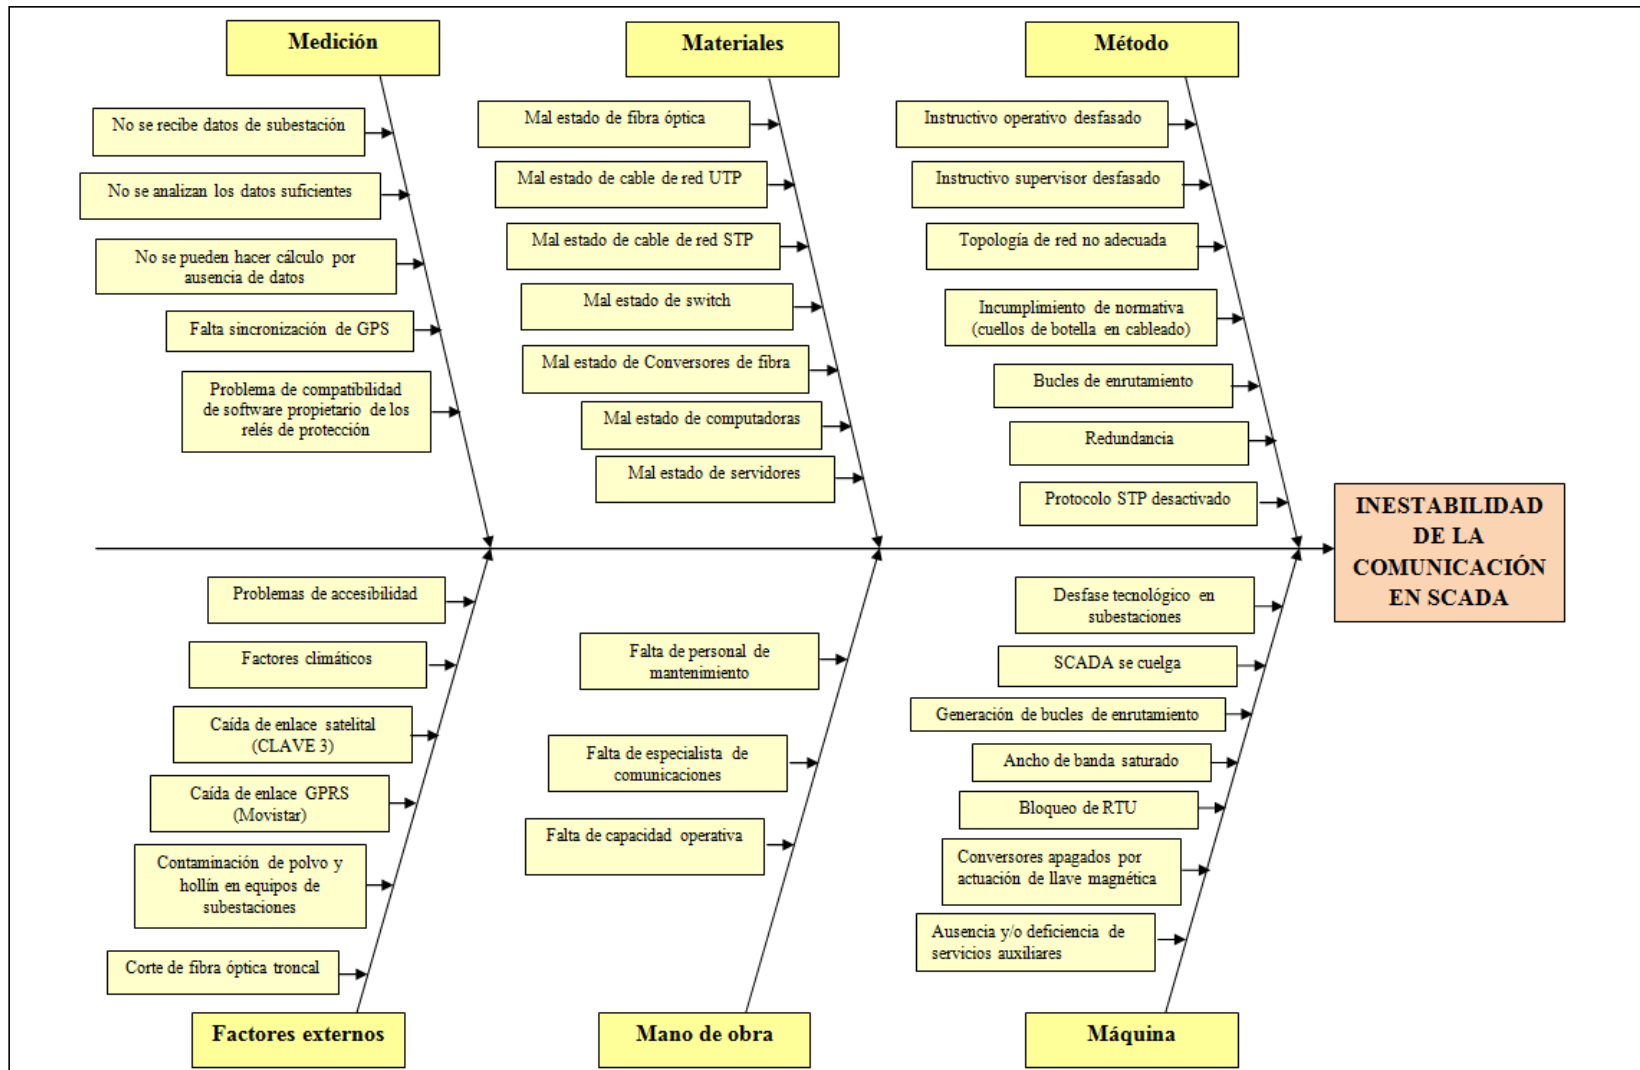 Medición
Materiales
Método
No se recibe datos de subestación
No se analizan los datos suficientes
No se pueden hacer cálculo por
ausencia de datos
Falta sincronización de GPS
Problema de compatibilidad
de software propietario de los
relés de protección
Mal estado de fibra óptica
Mal estado de cable de red UTP
Mal estado de cable de red STP
Mal estado de switch
Mal estado de Conversores de fibra
Mal estado de computadoras
Mal estado de servidores
Instructivo operativo desfasado
Instructivo supervisor desfasado
Topología de red no adecuada
Incumplimiento de normativa
(cuellos de botella en cableado)
Bucles de enrutamiento
Redundancia
Protocolo STP desactivado
INESTABILIDAD
DE LA
COMUNICACIÓN
EN SCADA
Problemas de accesibilidad
Factores climáticos
Caída de enlace satelital
(CLAVE 3)
Caída de enlace GPRS
(Movistar)
Contaminación de polvo y
hollín en equipos de
subestaciones
Corte de fibra óptica troncal
Falta de personal de
mantenimiento
Falta de especialista de
comunicaciones
Falta de capacidad operativa
Desfase tecnológico en
subestaciones
SCADA se cuelga
Generación de bucles de enrutamiento
Ancho de banda saturado
Bloqueo de RTU
Conversores apagados por
actuación de llave magnética
Ausencia y/o deficiencia de
servicios auxiliares
Factores externos
Mano de obra
Máquina